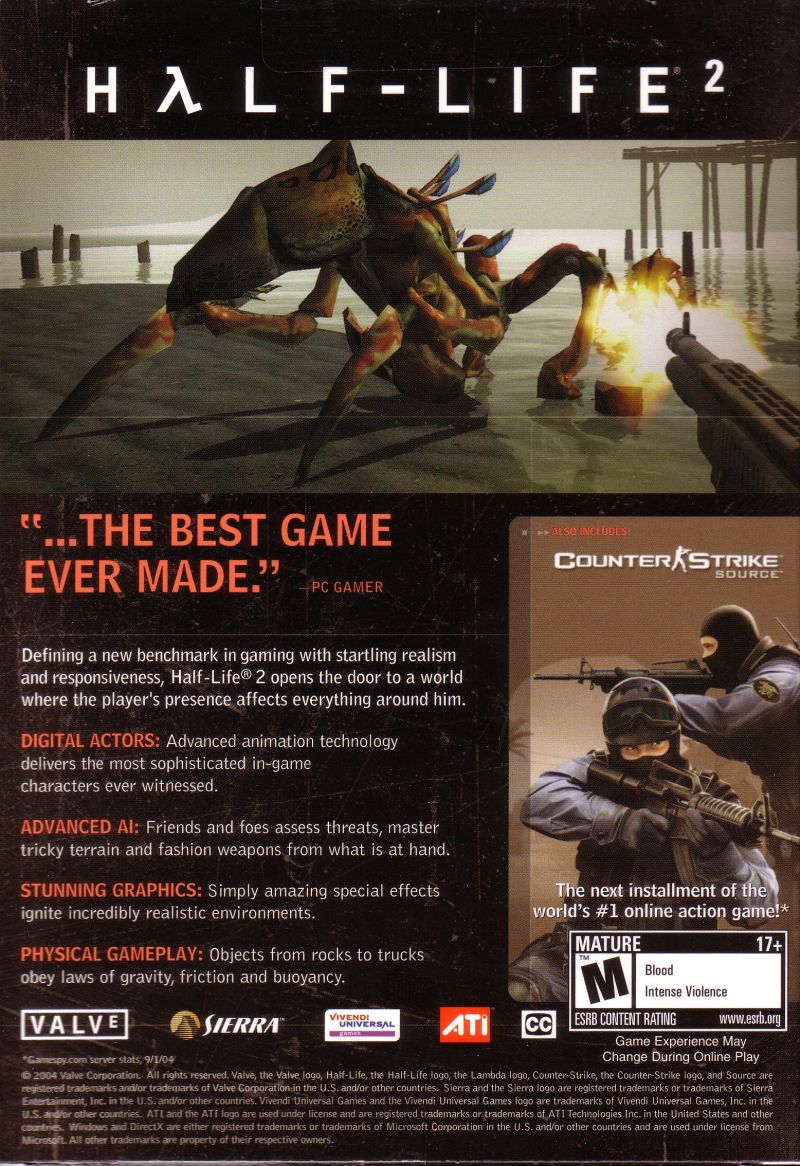 HλLF-LIFE® 2
"...THE BEST GAME
EVER MADE." —PC GAMER
Defining a new benchmark in gaming with startling realism
and responsiveness, Half-Life® 2 opens the door to a world
where the player's presence affects everything around him.
DIGITAL ACTORS: Advanced animation technology
delivers the most sophisticated in-game
characters ever witnessed.
ADVANCED AI: Friends and foes assess threats, master
tricky terrain and fashion weapons from what is at hand.
STUNNING GRAPHICS: Simply amazing special effects
ignite incredibly realistic environments.
PHYSICAL GAMEPLAY: Objects from rocks to trucks
obey laws of gravity, friction and buoyancy.
ALSO INCLUDES:
COUNTER STRIKE™
SOURCE™
The next installment of the
world's #1 online action game!*
MATURE 17+
M™
Blood
Intense Violence
ESRB CONTENT RATING www.esrb.org
Game Experience May
Change During Online Play
VALVE SIERRA™ VIVENDI
UNIVERSAL
games
ATI CC
*Gamespy.com server stats, 9/1/04
© 2004 Valve Corporation. All rights reserved. Valve, the Valve logo, Half-Life, the Half-Life logo, the Lambda logo, Counter-Strike, the Counter-Strike logo, and Source are
registered trademarks and/or trademarks of Valve Corporation in the U.S. and/or other countries. Sierra and the Sierra logo are registered trademarks or trademarks of Sierra
Entertainment, Inc. in the U.S. and/or other countries. Vivendi Universal Games and the Vivendi Universal Games logo are trademarks of Vivendi Universal Games, Inc. in the
U.S. and/or other countries. ATI and the ATI logo are used under license and are registered trademarks or trademarks of ATI Technologies Inc. in the United States and other
countries. Windows and DirectX are either registered trademarks or trademarks of Microsoft Corporation in the U.S. and/or other countries and are used under license from
Microsoft. All other trademarks are property of their respective owners.